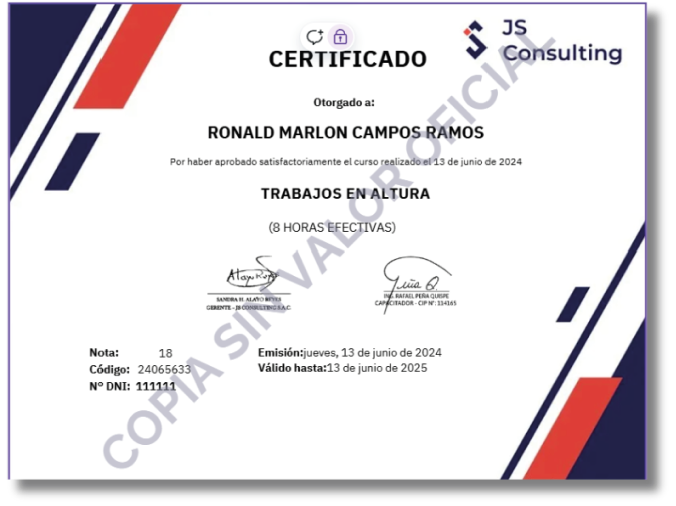 JS
Consulting
CERTIFICADO
Otorgado a:
RONALD MARLON CAMPOS RAMOS
Por haber aprobado satisfactoriamente el curso realizado el 13 de junio de 2024
TRABAJOS EN ALTURA
(8 HORAS EFECTIVAS)
SANDRA H. ALAYO REYES
GERENTE - JS CONSULTING S.A.C.
ING. RAFAEL PEÑA QUISPE
CAPACITADOR - CIP N°: 114165
Nota: 18
Código: 24065633
N° DNI: 111111
Emisión:jueves, 13 de junio de 2024
Válido hasta:13 de junio de 2025
COPIA SIN VALOR OFICIAL